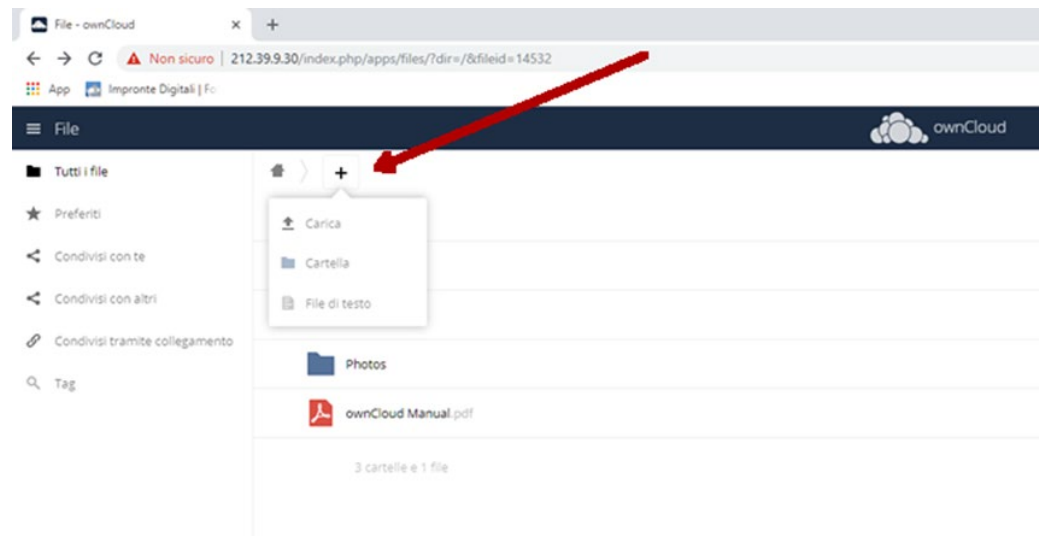 File - ownCloud
Non sicuro | 212.39.9.30/index.php/apps/files/?dir=/&fileid=14532
App Impronte Digitali | Fo
File
ownCloud
Tutti i file
Preferiti
Condivisi con te
Condivisi con altri
Condivisi tramite collegamento
Tag
+
Carica
Cartella
File di testo
Photos
ownCloud Manual.pdf
3 cartelle e 1 file